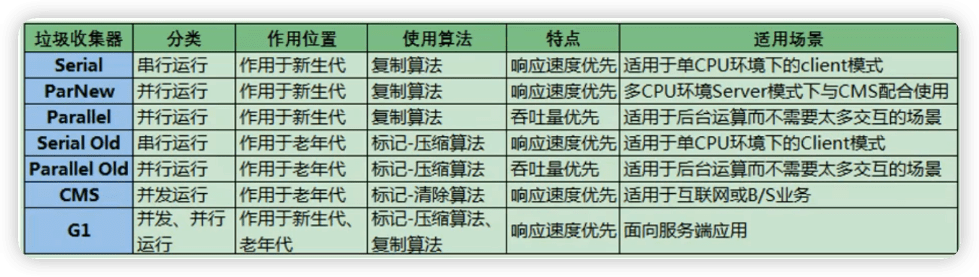 垃圾收集器 分类 作用位置 使用算法 特点 适用场景
Serial 串行运行 作用于新生代 复制算法 响应速度优先 适用于单CPU环境下的client模式
ParNew 并行运行 作用于新生代 复制算法 响应速度优先 多CPU环境Server模式下与CMS配合使用
Parallel 并行运行 作用于新生代 复制算法 吞吐量优先 适用于后台运算而不需要太多交互的场景
Serial Old 串行运行 作用于老年代 标记-压缩算法 响应速度优先 适用于单CPU环境下的Client模式
Parallel Old 并行运行 作用于老年代 标记-压缩算法 吞吐量优先 适用于后台运算而不需要太多交互的场景
CMS 并发运行 作用于老年代 标记-清除算法 响应速度优先 适用于互联网或B/S业务
G1 并发、并行 作用于新生代、 标记-压缩算法、 响应速度优先 面向服务端应用
运行 老年代 复制算法